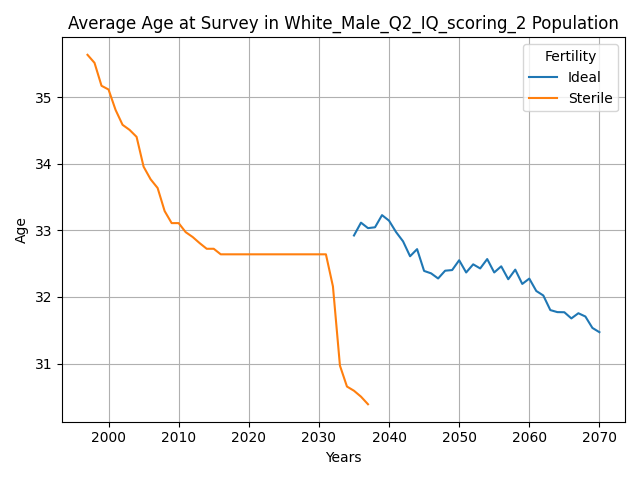 Average Age at Survey in White_Male_Q2_IQ_scoring_2 Population
Fertility
Ideal
Sterile
Age
35
34
33
32
31
2000 2010 2020 2030 2040 2050 2060 2070
Years